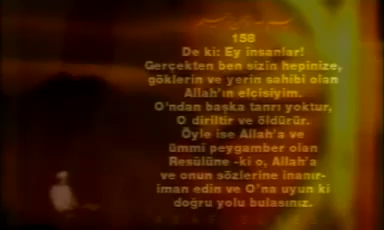 158
De ki: Ey insanlar!
Gerçekten ben sizin hepinize,
göklerin ve yerin sahibi olan
Allah'ın elçisiyim.
O'ndan başka tanrı yoktur,
O diriltir ve öldürür.
Öyle ise Allah'a ve
ümmî peygamber olan
Resûlüne -ki o, Allah'a
ve onun sözlerine inanır-
iman edin ve O'na uyun ki
doğru yolu bulasınız.